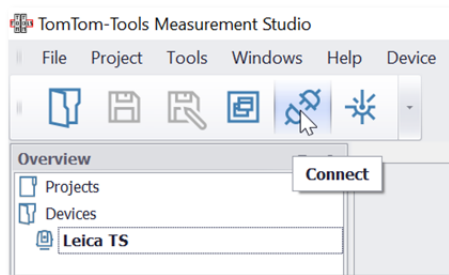 TomTom-Tools Measurement Studio
File Project Tools Windows Help Device
Overview
Connect
Projects
Devices
Leica TS